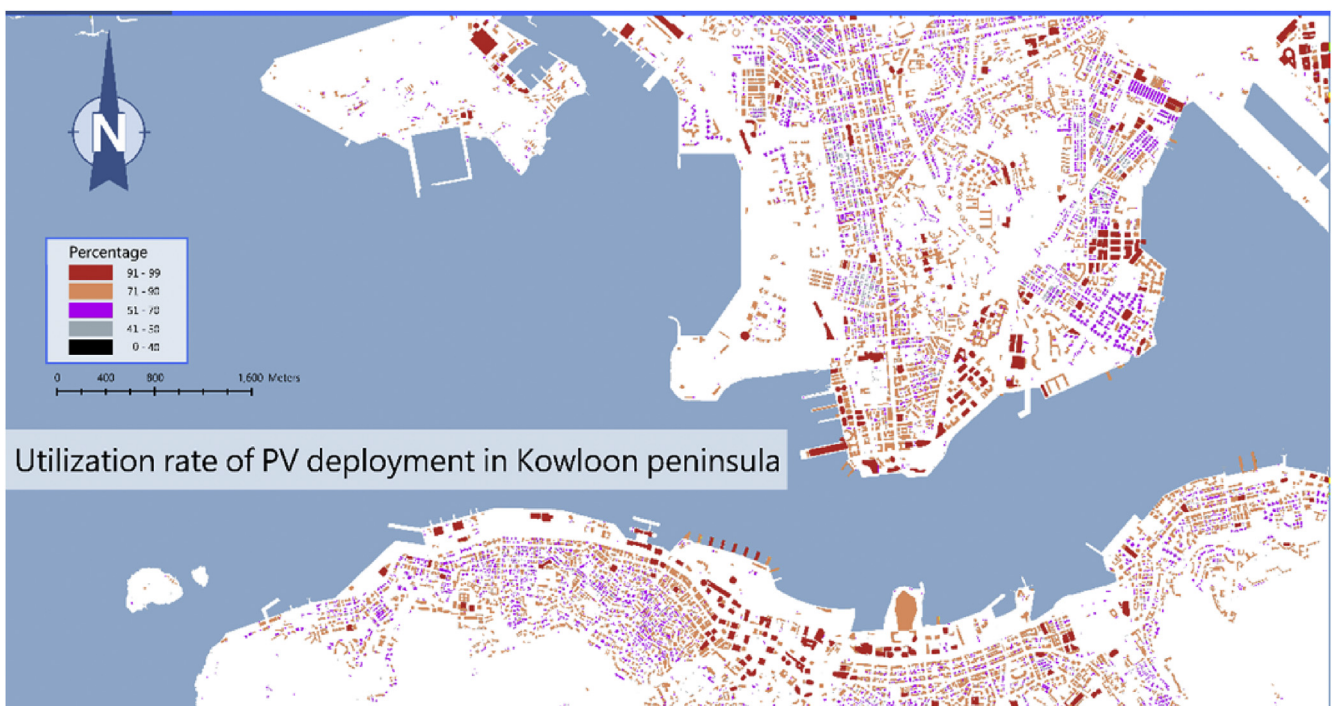 N
Percentage
91 - 99
71 - 90
51 - 70
41 - 50
0 - 40
0 400 800 1,600 Meters
Utilization rate of PV deployment in Kowloon peninsula